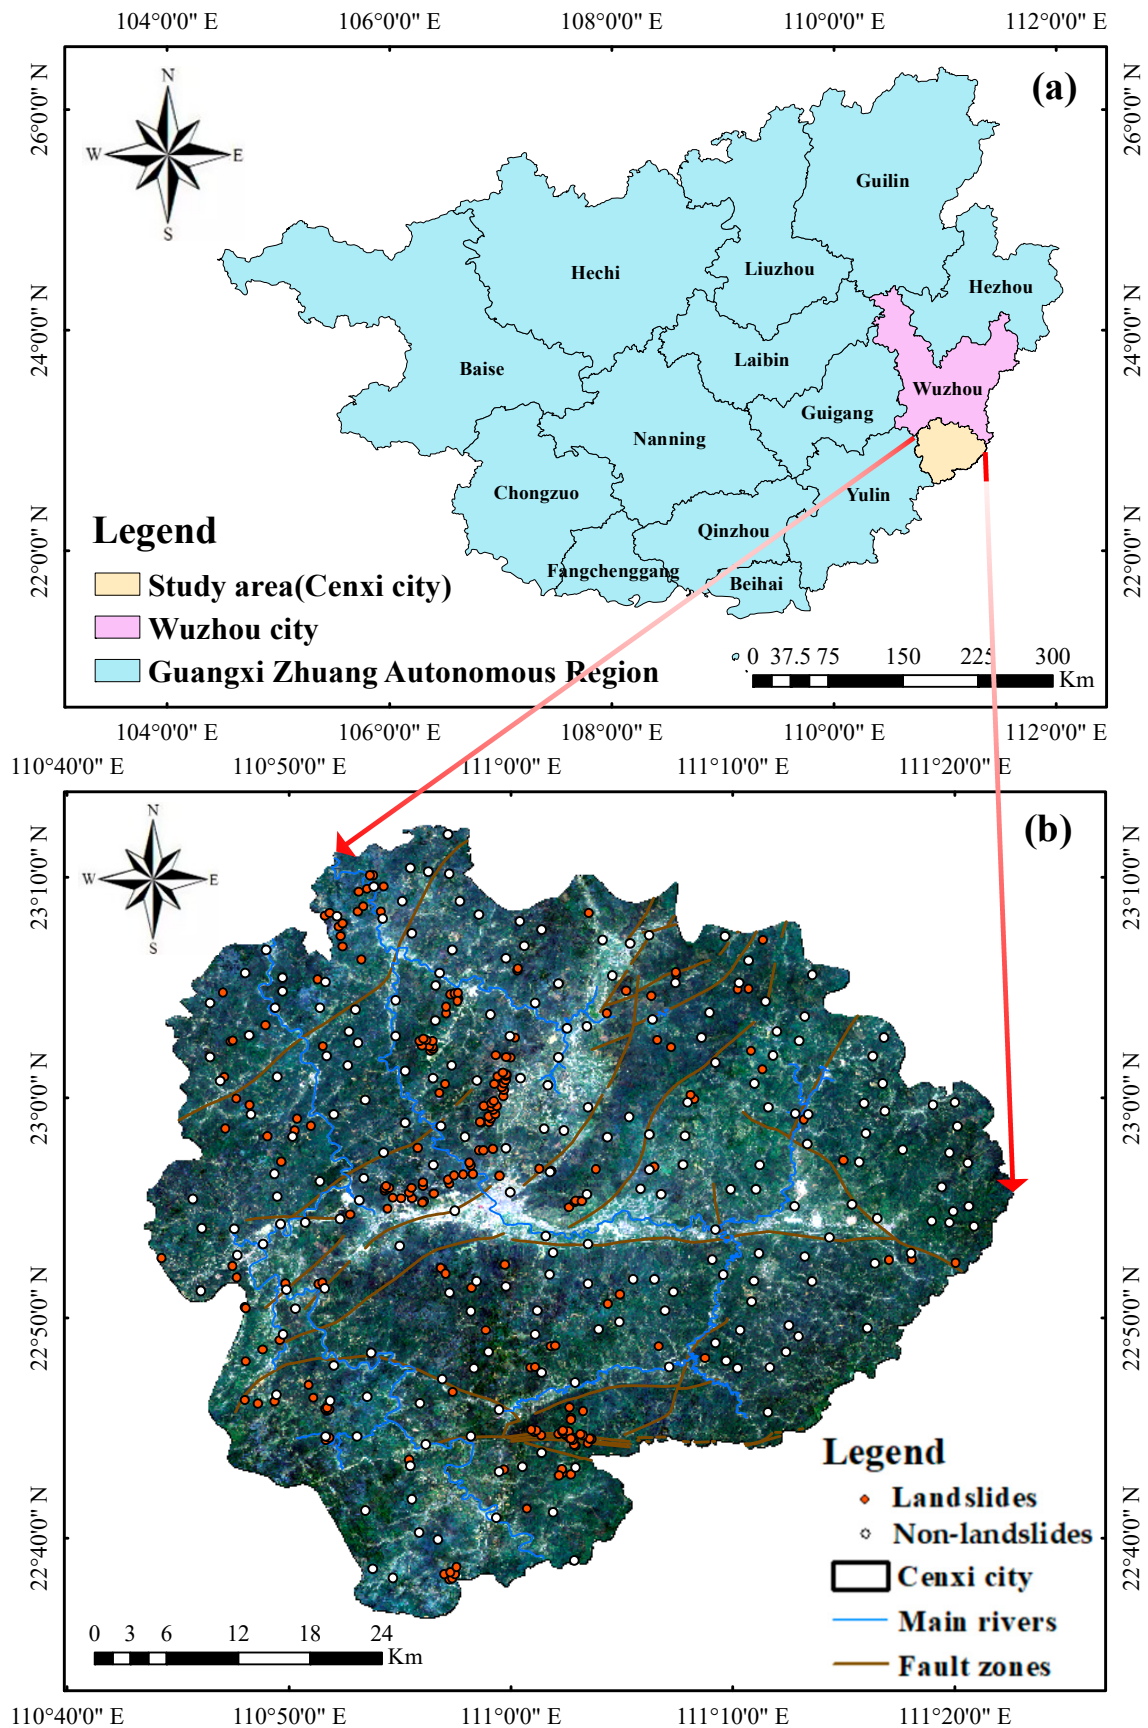 104°0'0" E 106°0'0" E 108°0'0" E 110°0'0" E 112°0'0" E
26°0'0" N
24°0'0" N
22°0'0" N
26°0'0" N
24°0'0" N
22°0'0" N
N
W E
S
(a)
Guilin
Hechi
Liuzhou
Hezhou
Baise
Laibin
Wuzhou
Guigang
Nanning
Chongzuo
Yulin
Qinzhou
Fangchenggang
Beihai
Legend
Study area(Cenxi city)
Wuzhou city
Guangxi Zhuang Autonomous Region
0 37.5 75 150 225 300
Km
104°0'0" E 106°0'0" E 108°0'0" E 110°0'0" E 112°0'0" E
110°40'0" E 110°50'0" E 111°0'0" E 111°10'0" E 111°20'0" E
23°10'0" N
23°0'0" N
22°50'0" N
22°40'0" N
23°10'0" N
23°0'0" N
22°50'0" N
22°40'0" N
N
W E
S
(b)
Legend
Landslides
Non-landslides
Cenxi city
Main rivers
Fault zones
0 3 6 12 18 24
Km
110°40'0" E 110°50'0" E 111°0'0" E 111°10'0" E 111°20'0" E